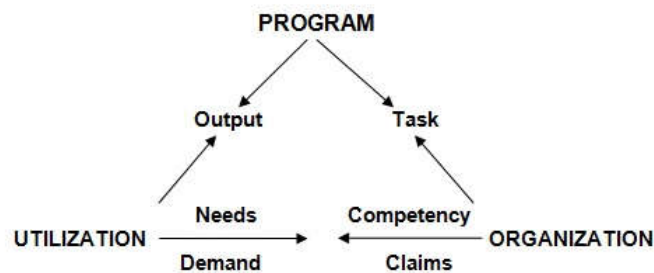 PROGRAM
Output Task
Needs Competency
UTILIZATION ORGANIZATION
Demand Claims